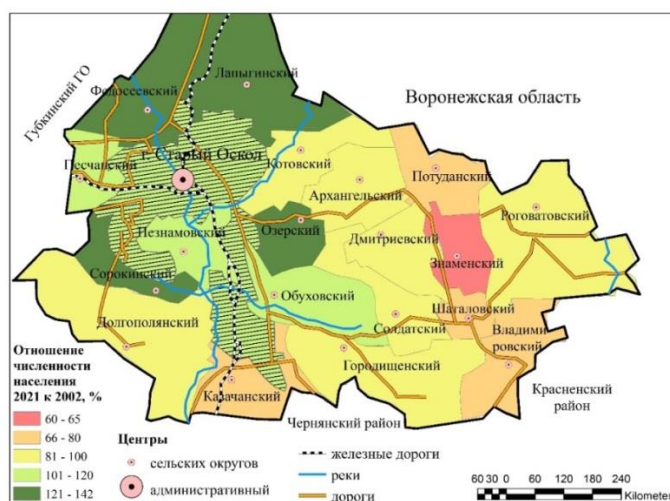 Губкинский ГО
Федосеевский
Лапыгинский
Воронежская область
Песчанский
г. Старый Оскол
Котовский
Потуданский
Архангельский
Роговатовский
Незнамовский
Озерский
Дмитриевский
Знаменский
Сорокинский
Обуховский
Шаталовский
Долгополянский
Солдатский
Владими
ровский
Городищенский
Казачанский
Красненский
район
Чернянский район
Отношение
численности
населения
2021 к 2002, %
60 - 65
66 - 80
81 - 100
101 - 120
121 - 142
Центры
сельских округов
административный
железные дороги
реки
дороги
60 30 0 60 120 180 240
Kilometer